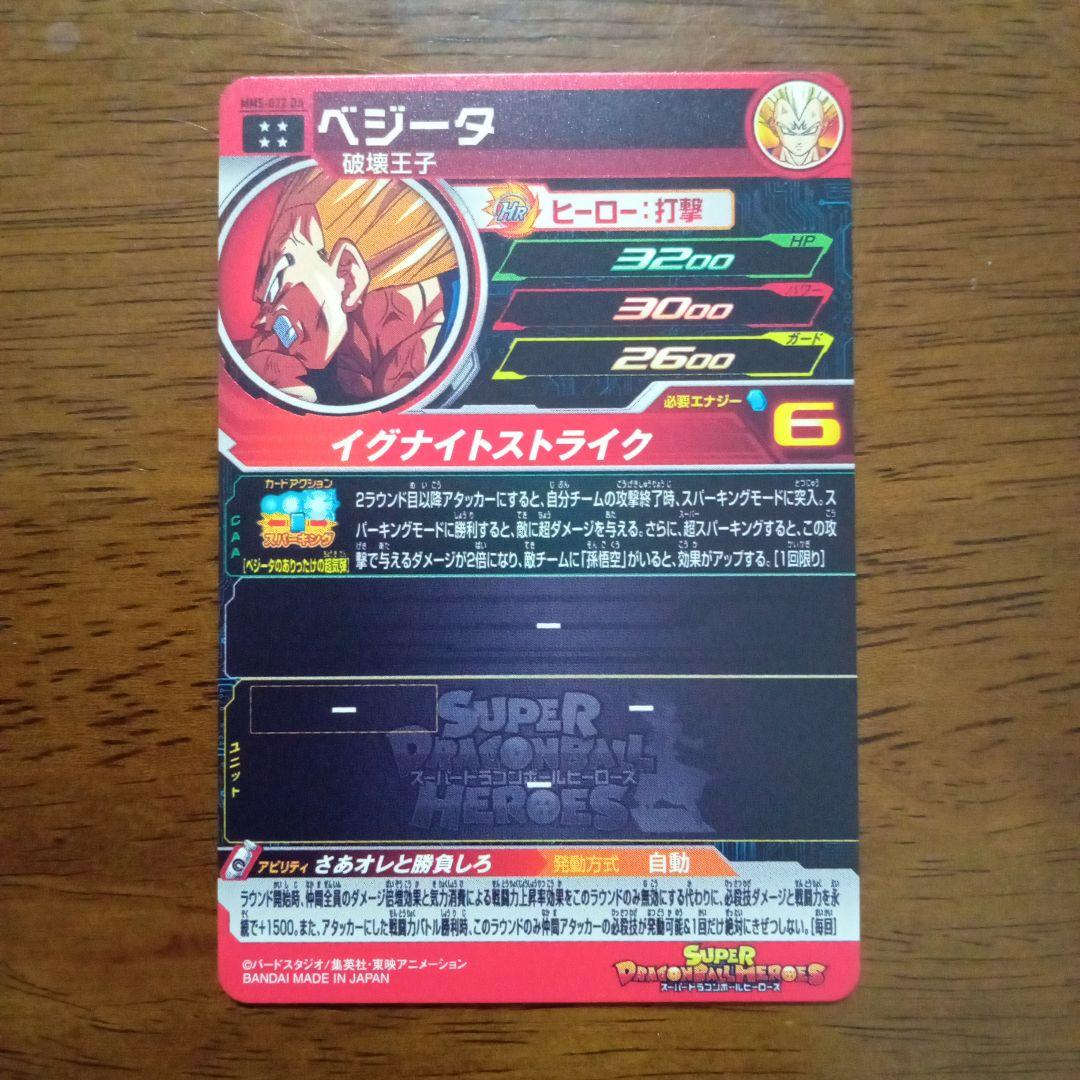 MM5-022 DA
ベジータ
破壊王子
HR
ヒーロー:打撃
HP
3200
パワー
3000
ガード
2600
必要エナジー
6
イグナイトストライク
CAA
カードアクション
スパーキング
[ベジータのありったけの超気弾]
2ラウンド目以降アタッカーにすると、自分チームの攻撃終了時、スパーキングモードに突入。ス
パーキングモードに勝利すると、敵に超ダメージを与える。さらに、超スパーキングすると、この攻
撃で与えるダメージが2倍になり、敵チームに「孫悟空」がいると、効果がアップする。[1回限り]
ー
ユニット
ー
ー
ー
SUPER
DRAGONBALL
スーパードラゴンボールヒーローズ
HEROES
アビリティ さあオレと勝負しろ 発動方式 自動
ラウンド開始時、仲間全員のダメージ倍増効果と気力消費による戦闘力上昇率効果をこのラウンドのみ無効にする代わりに、必殺技ダメージと戦闘力を永
続で+1500。また、アタッカーにした戦闘力バトル勝利時、このラウンドのみ仲間アタッカーの必殺技が発動可能&1回だけ絶対にきぜつしない。[毎回]
©バードスタジオ/集英社・東映アニメーション
BANDAI MADE IN JAPAN
SUPER
DRAGONBALL HEROES
スーパードラゴンボールヒーローズ